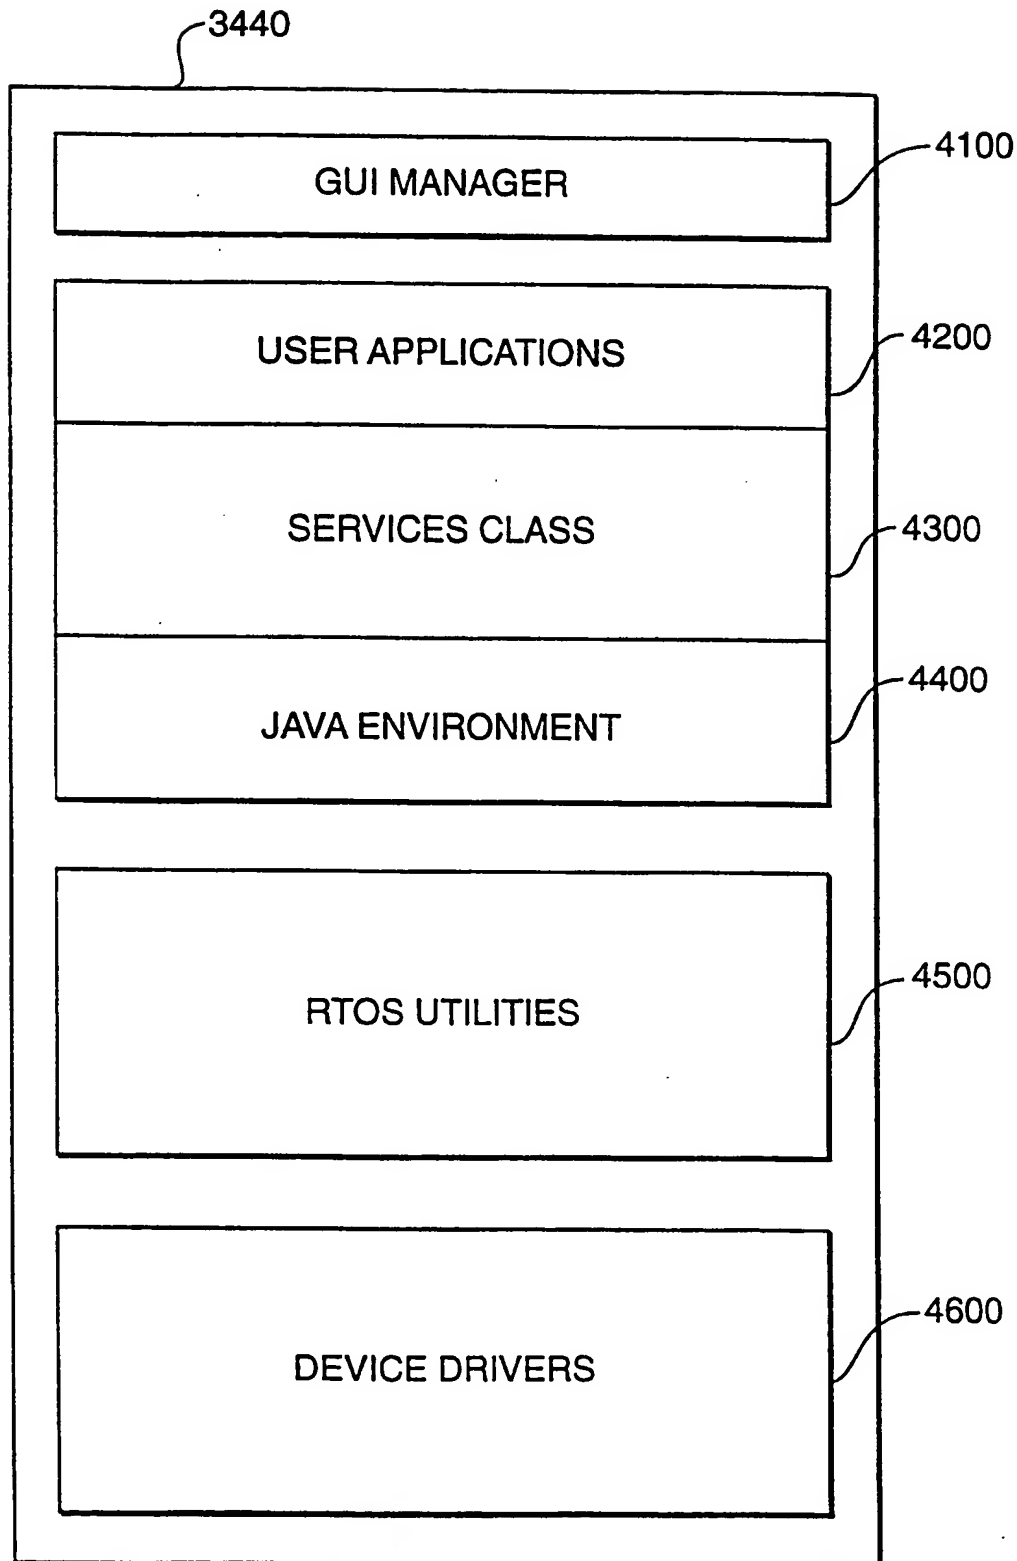 3440
GUI MANAGER
4100
USER APPLICATIONS
4200
SERVICES CLASS
4300
JAVA ENVIRONMENT
4400
RTOS UTILITIES
4500
DEVICE DRIVERS
4600